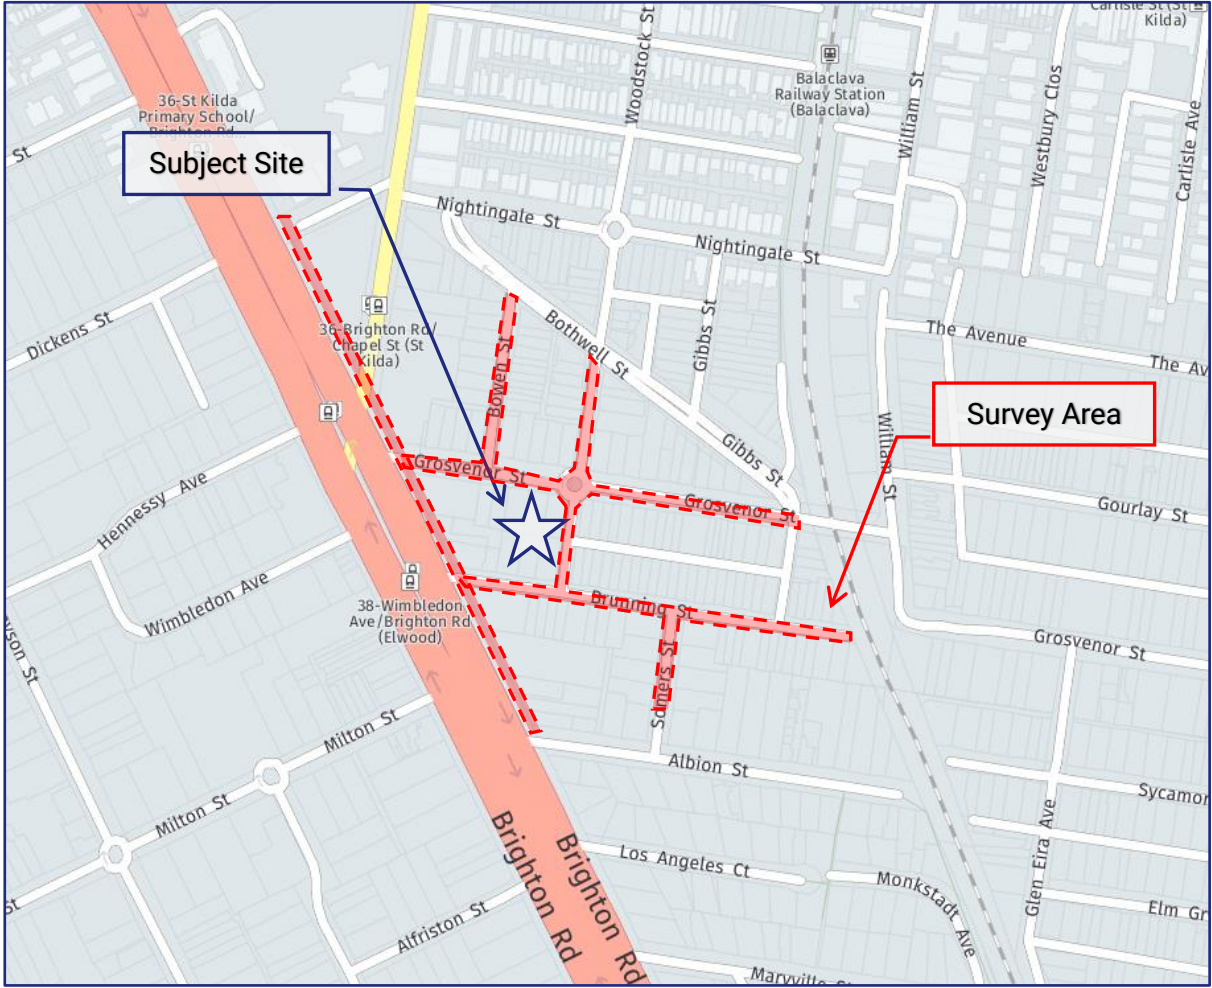 Carlisle St (St
Kilda)
Woodstock St
Balaclava
Railway Station
(Balaclava)
William St
Westbury Clos
Carlisle Ave
36-St Kilda
Primary School/
Brighton Rd...
St
Subject Site
Nightingale St
Nightingale St
Dickens St
36-Brighton Rd/
Chapel St (St
Kilda)
Bowen St
Bothwell St
Gibbs St
The Avenue
The Av
Survey Area
William St
Gibbs St
Grosvenor St
Grosvenor St
Gourlay St
Hennessy Ave
Wimbledon Ave
38-Wimbledon
Ave/Brighton Rd
(Elwood)
Brunning St
Grosvenor St
Somers St
yson St
Milton St
Albion St
Milton St
Sycamor
Brighton Rd
Brighton Rd
Los Angeles Ct
Monkstadt Ave
Glen Eira Ave
Elm Gr
St
Alfriston St
Maryville St